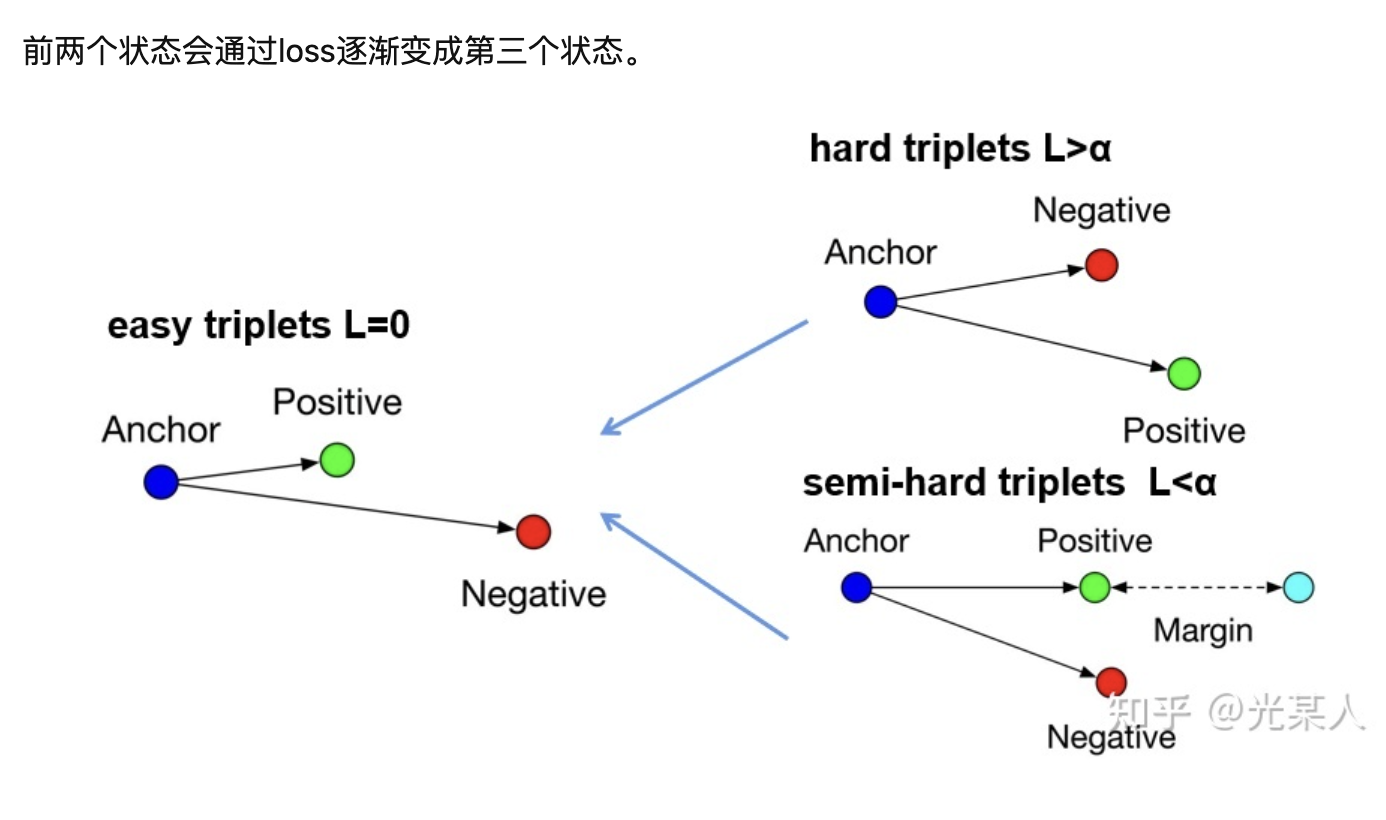 前两个状态会通过loss逐渐变成第三个状态。
hard triplets L>α
Negative
Anchor
Positive
easy triplets L=0
Positive
Anchor
Negative
semi-hard triplets L<α
Anchor
Positive
Margin
Negative
知乎 @光某人